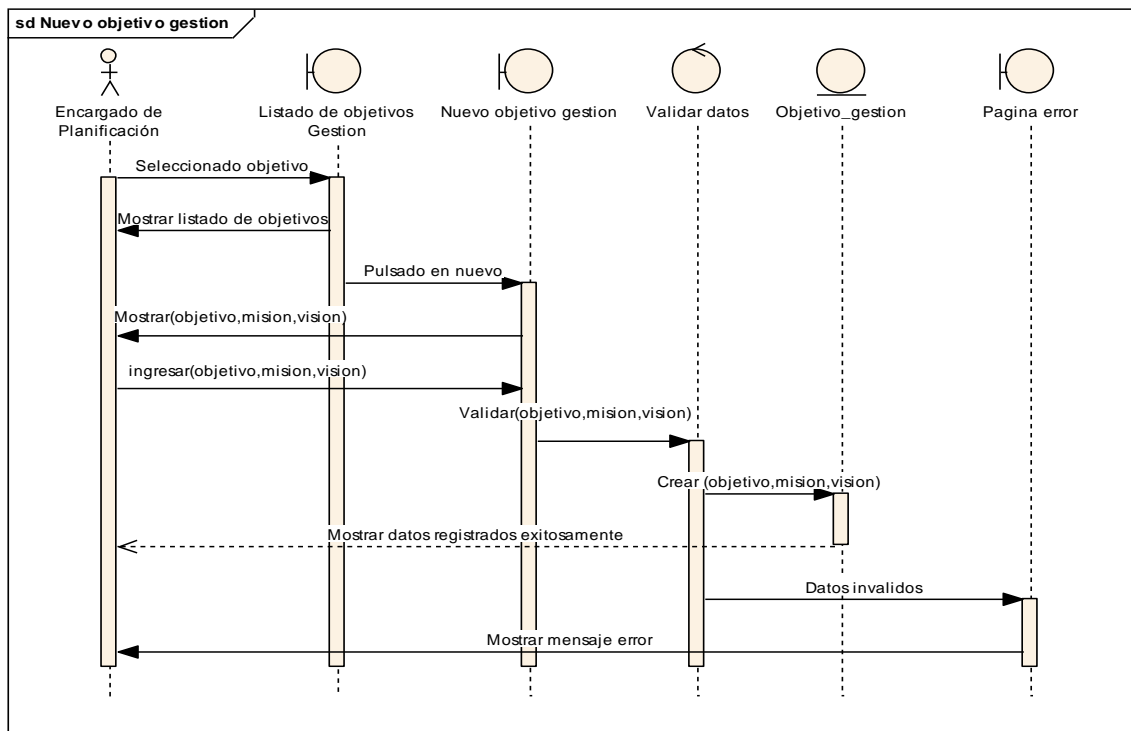 sd Nuevo objetivo gestion
Encargado de
Planificación
Listado de objetivos
Gestion
Nuevo objetivo gestion
Validar datos
Objetivo_gestion
Pagina error
Seleccionado objetivo
Mostrar listado de objetivos
Pulsado en nuevo
Mostrar(objetivo,mision,vision)
ingresar(objetivo,mision,vision)
Validar(objetivo,mision,vision)
Crear (objetivo,mision,vision)
Mostrar datos registrados exitosamente
Datos invalidos
Mostrar mensaje error